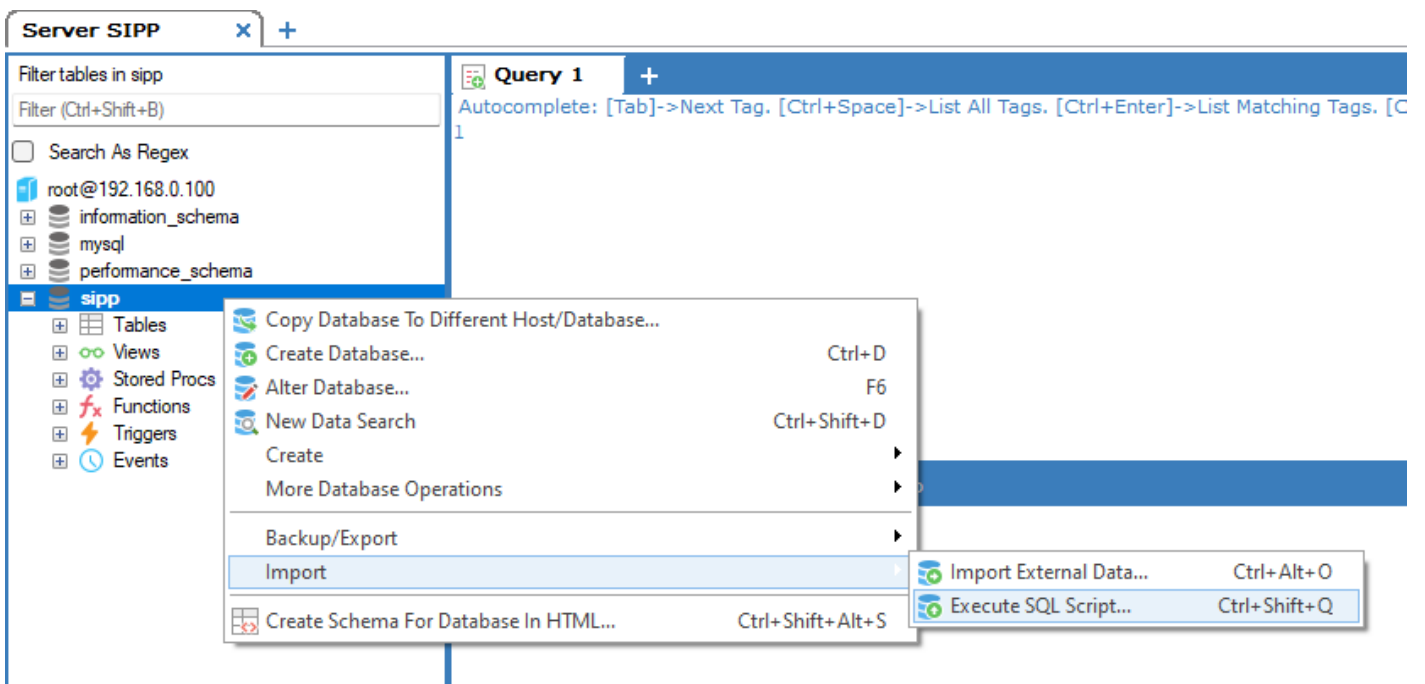 Server SIPP
Filter tables in sipp
Filter (Ctrl+Shift+B)
Search As Regex
root@192.168.0.100
information_schema
mysql
performance_schema
sipp
Tables
Views
Stored Procs
Functions
Triggers
Events
Query 1
Autocomplete: [Tab]->Next Tag. [Ctrl+Space]->List All Tags. [Ctrl+Enter]->List Matching Tags. [C
1
Copy Database To Different Host/Database...
Create Database... Ctrl+D
Alter Database... F6
New Data Search Ctrl+Shift+D
Create
More Database Operations
Backup/Export
Import
Create Schema For Database In HTML... Ctrl+Shift+Alt+S
Import External Data... Ctrl+Alt+O
Execute SQL Script... Ctrl+Shift+Q